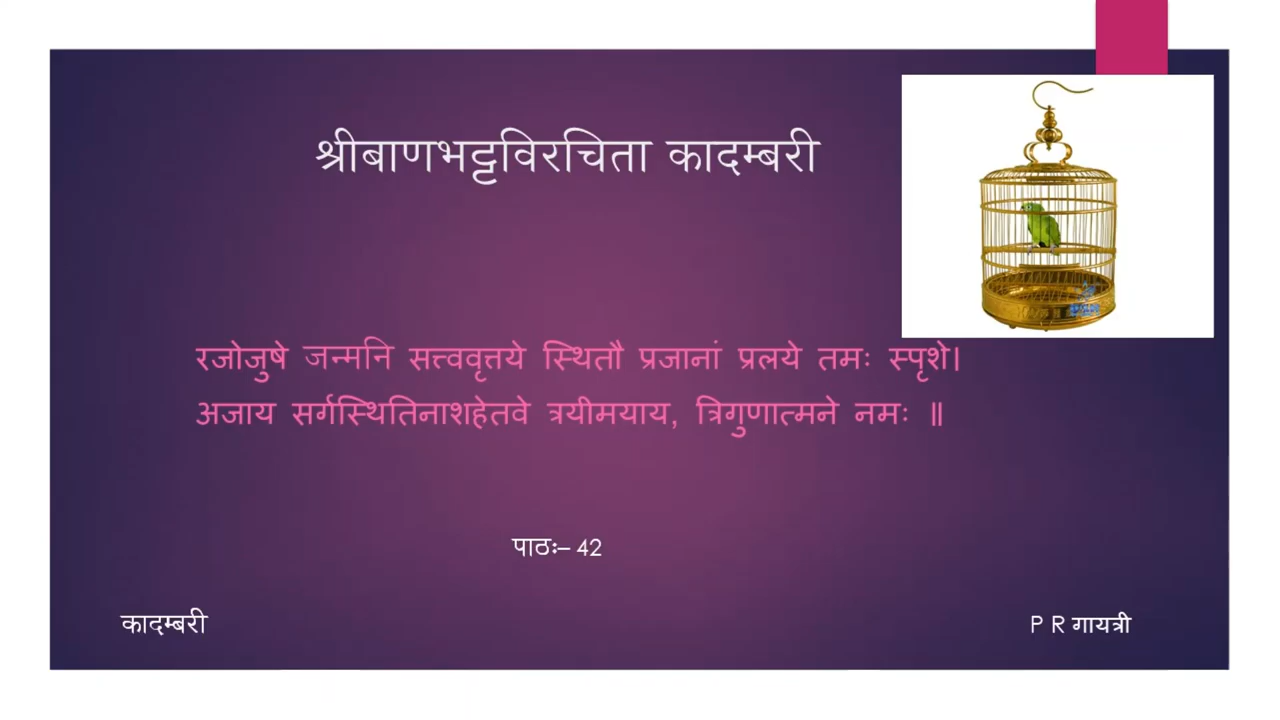 श्रीबाणभट्टविरचिता कादम्बरी
रजोजुषे जन्मनि सत्त्ववृत्तये स्थितौ प्रजानां प्रलये तमः स्पृशे।
अजाय सर्गस्थितिनाशहेतवे त्रयीमयाय, त्रिगुणात्मने नमः ॥
पाठः– 42
कादम्बरी
P R गायत्री